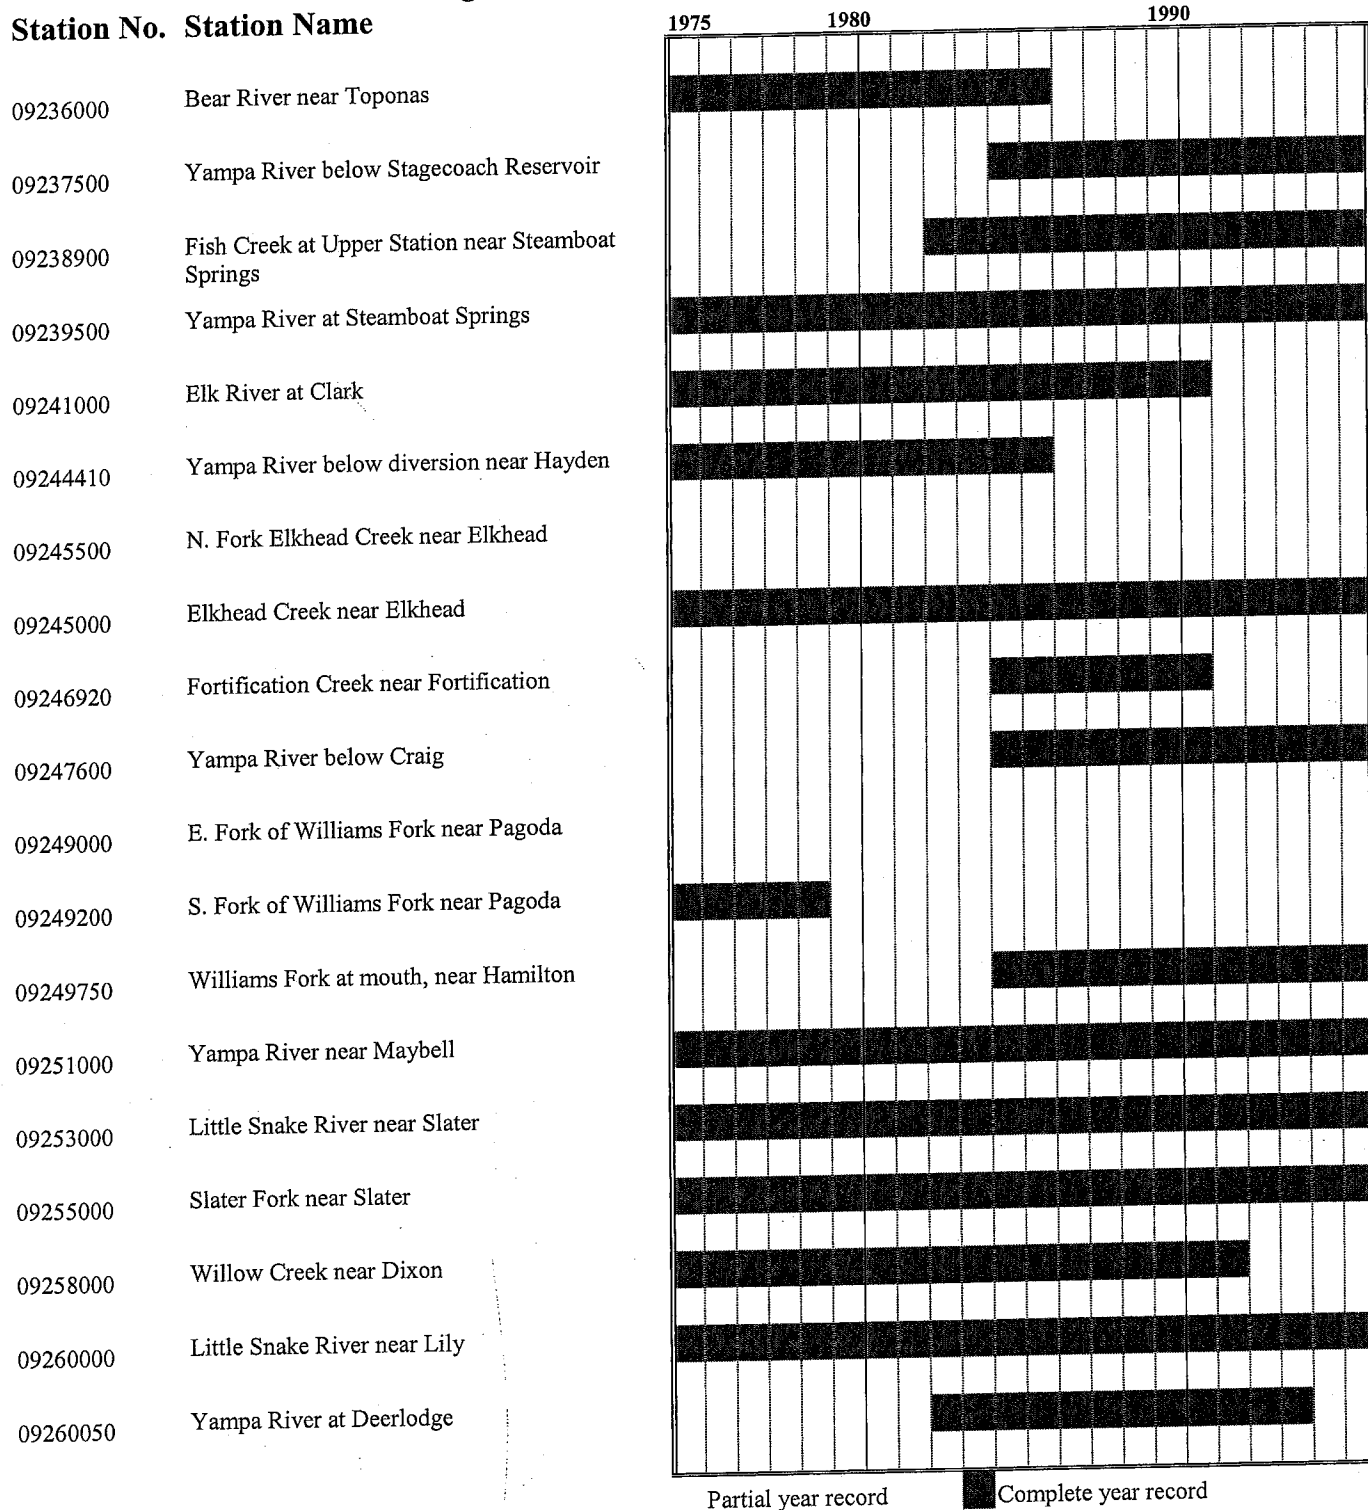 Station No. Station Name
1975 1980 1990
09236000 Bear River near Toponas
09237500 Yampa River below Stagecoach Reservoir
09238900 Fish Creek at Upper Station near Steamboat
Springs
09239500 Yampa River at Steamboat Springs
09241000 Elk River at Clark
09244410 Yampa River below diversion near Hayden
09245500 N. Fork Elkhead Creek near Elkhead
09245000 Elkhead Creek near Elkhead
09246920 Fortification Creek near Fortification
09247600 Yampa River below Craig
09249000 E. Fork of Williams Fork near Pagoda
09249200 S. Fork of Williams Fork near Pagoda
09249750 Williams Fork at mouth, near Hamilton
09251000 Yampa River near Maybell
09253000 Little Snake River near Slater
09255000 Slater Fork near Slater
09258000 Willow Creek near Dixon
09260000 Little Snake River near Lily
09260050 Yampa River at Deerlodge
Partial year record Complete year record